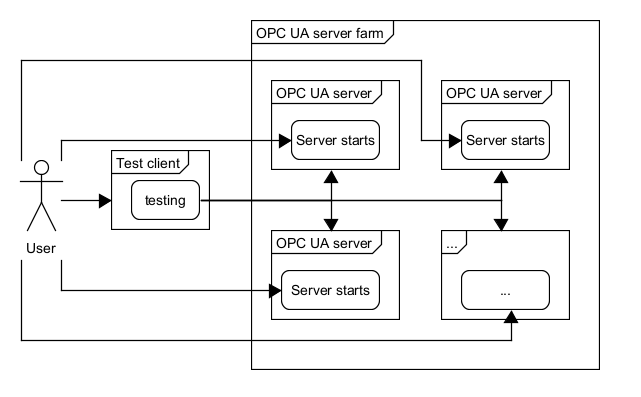 OPC UA server farm
OPC UA server
OPC UA server
Server starts
Server starts
Test client
testing
User
OPC UA server
...
Server starts
...